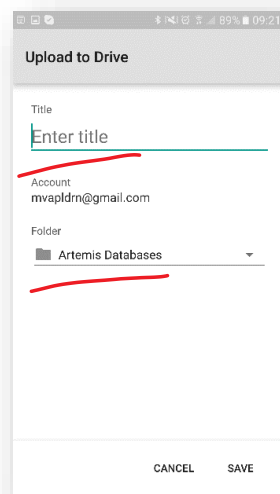 89% 09:21
Upload to Drive
Title
Enter title
Account
mvapldrn@gmail.com
Folder
Artemis Databases
CANCEL SAVE